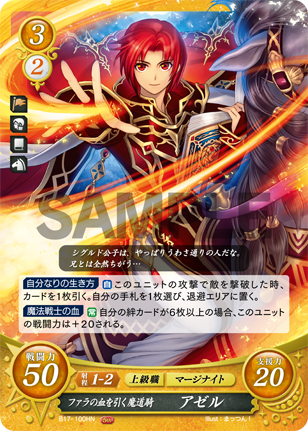 3
2
SAMPLE
シグルド公子は、やっぱりうわさ通りの人だな。
兄とは全然ちがう…
自分なりの生き方 自 このユニットの攻撃で敵を撃破した時、
カードを1枚引く。自分の手札を1枚選び、退避エリアに置く。
魔法戦士の血 常 自分の絆カードが6枚以上の場合、このユニット
の戦闘力は+20される。
戦闘力
50
射程 1-2 上級職 マージナイト
支援力
20
ファラの血を引く魔道騎 アゼル
B17-100HN
Illust:まっつん!